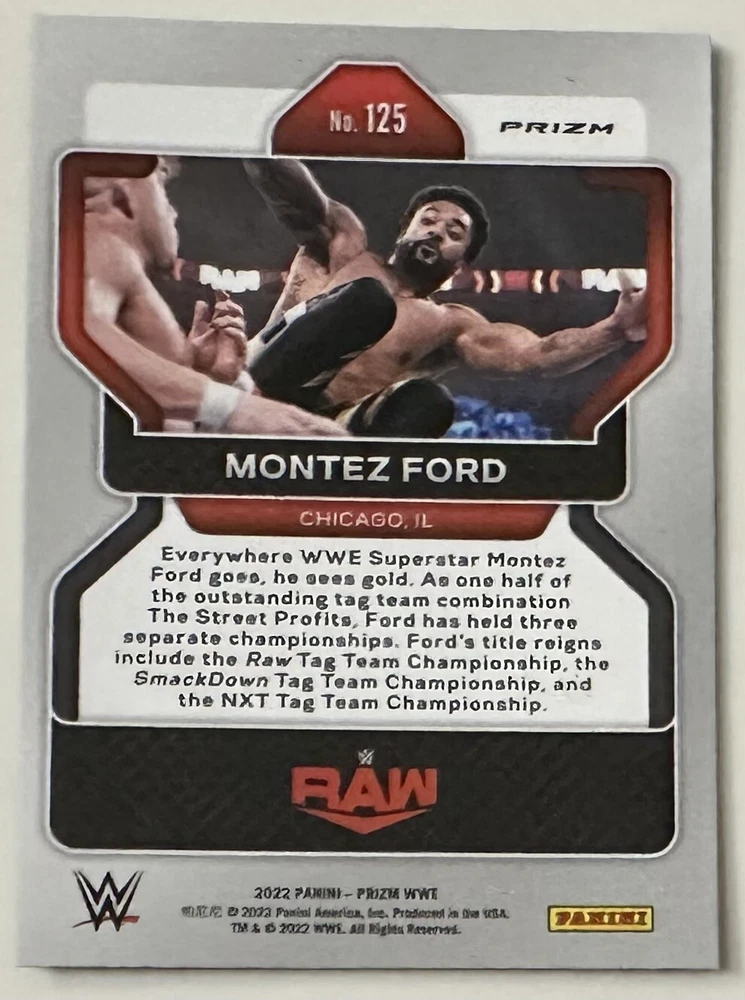 No. 125
PRIZM
RAW
RAW
MONTEZ FORD
CHICAGO, IL
Everywhere WWE Superstar Montez
Ford goes, he sees gold. As one half of
the outstanding tag team combination
The Street Profits, Ford has held three
separate championships. Ford's title reigns
include the Raw Tag Team Championship, the
SmackDown Tag Team Championship, and
the NXT Tag Team Championship.
W
RAW
W
2022 PANINI – PRIZM WWE
© 2022 Panini America, Inc. Produced in the USA.
TM & © 2022 WWE. All Rights Reserved.
PANINI